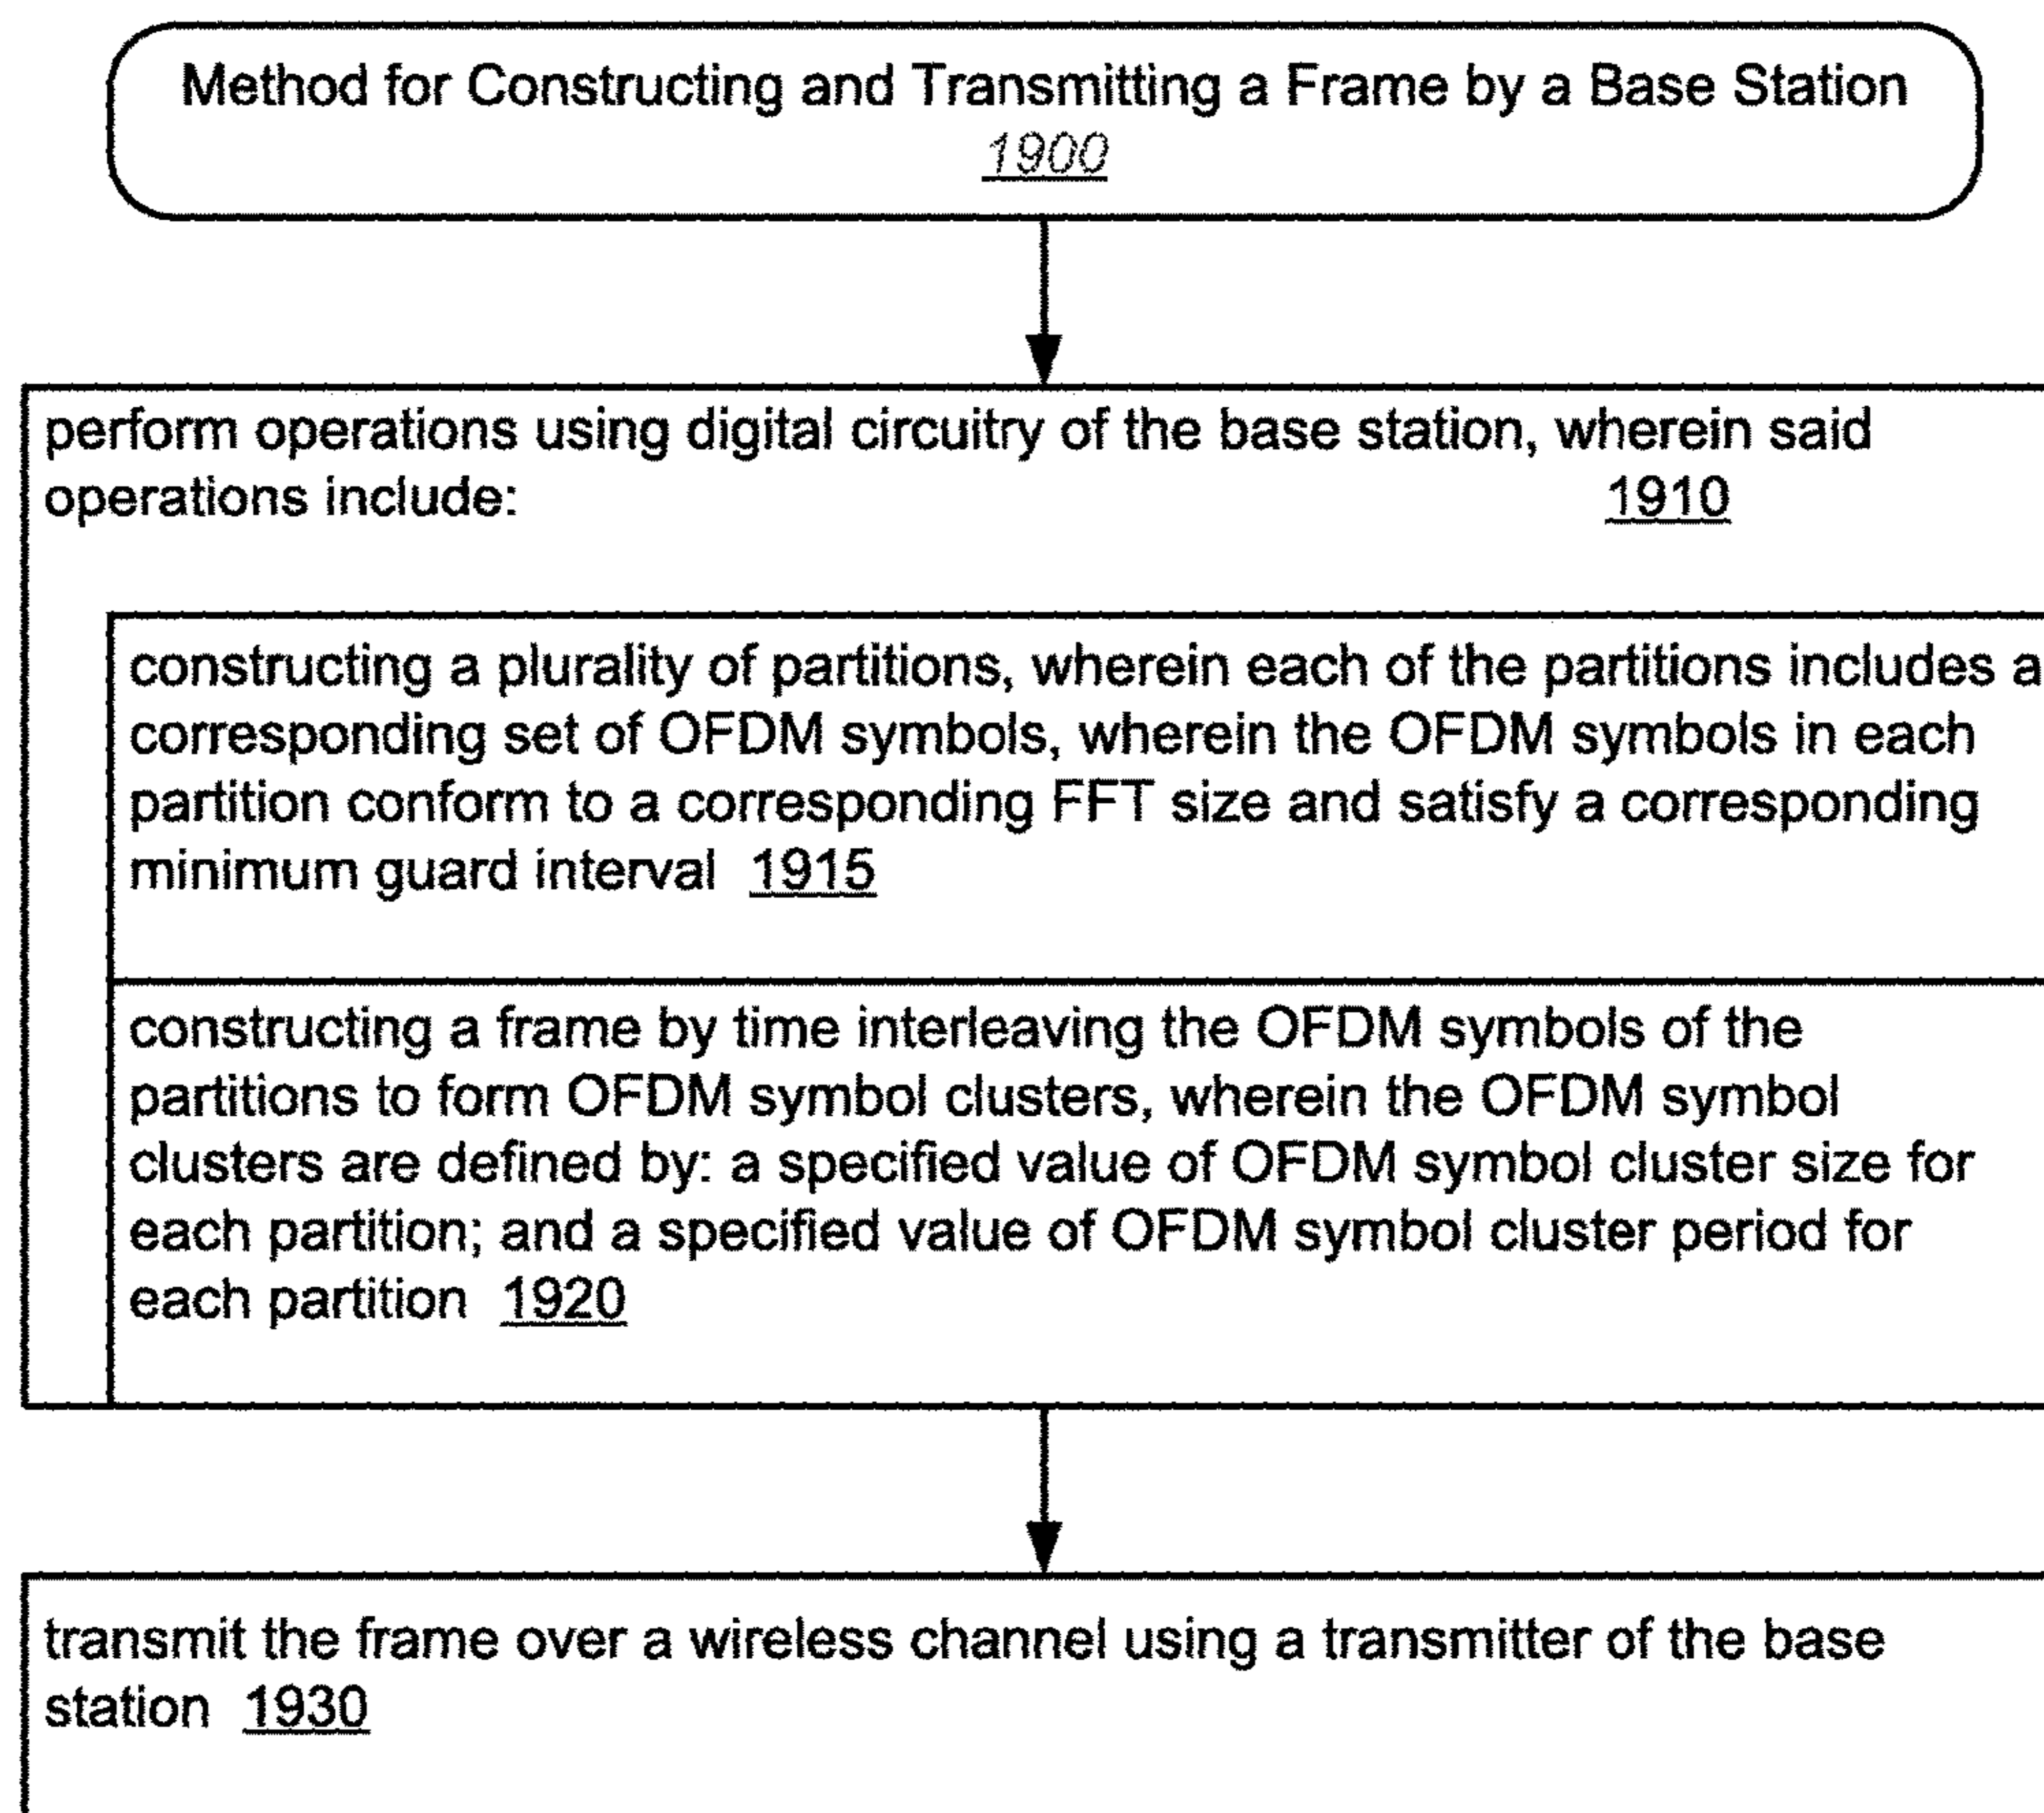 Method for Constructing and Transmitting a Frame by a Base Station
1900
perform operations using digital circuitry of the base station, wherein said
operations include: 1910
constructing a plurality of partitions, wherein each of the partitions includes a
corresponding set of OFDM symbols, wherein the OFDM symbols in each
partition conform to a corresponding FFT size and satisfy a corresponding
minimum guard interval 1915
constructing a frame by time interleaving the OFDM symbols of the
partitions to form OFDM symbol clusters, wherein the OFDM symbol
clusters are defined by: a specified value of OFDM symbol cluster size for
each partition; and a specified value of OFDM symbol cluster period for
each partition 1920
transmit the frame over a wireless channel using a transmitter of the base
station 1930